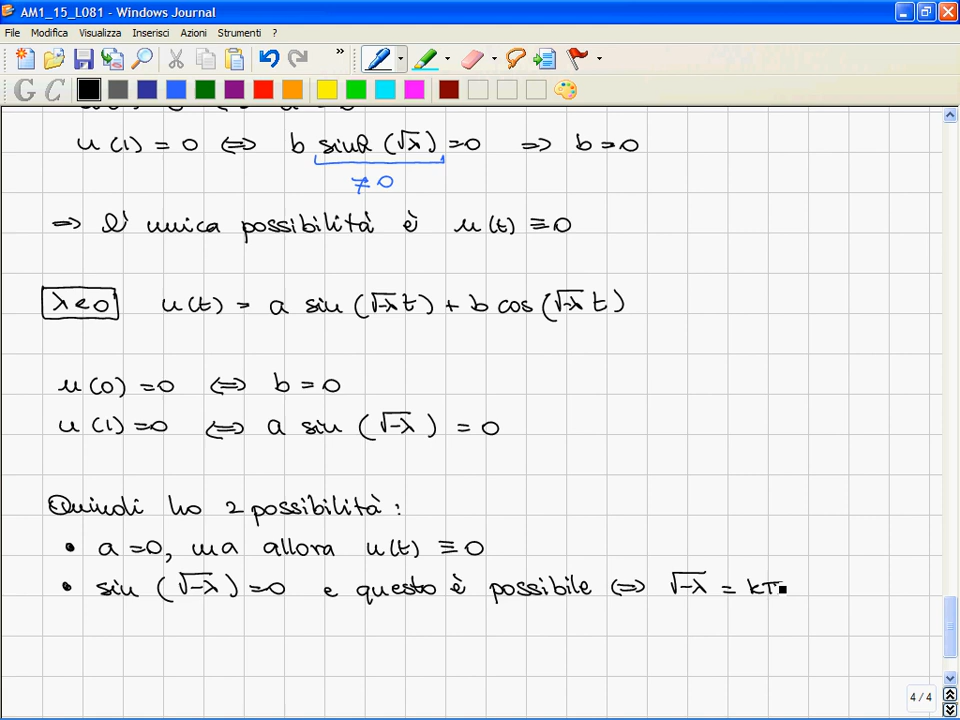 AM1_15_L081 - Windows Journal
File Modifica Visualizza Inserisci Azioni Strumenti ?
u(1) = 0 ⇔ b sinh(√λ) = 0 ⇒ b = 0
≠ 0
⇒ l'unica possibilità è u(t) ≡ 0
λ<0 u(t) = a sin(√-λ t) + b cos(√-λ t)
u(0) = 0 ⇔ b = 0
u(1) = 0 ⇔ a sin(√-λ) = 0
Quindi ho 2 possibilità:
• a = 0, ma allora u(t) ≡ 0
• sin(√-λ) = 0 e questo è possibile ⇔ √-λ = kπ
4 / 4